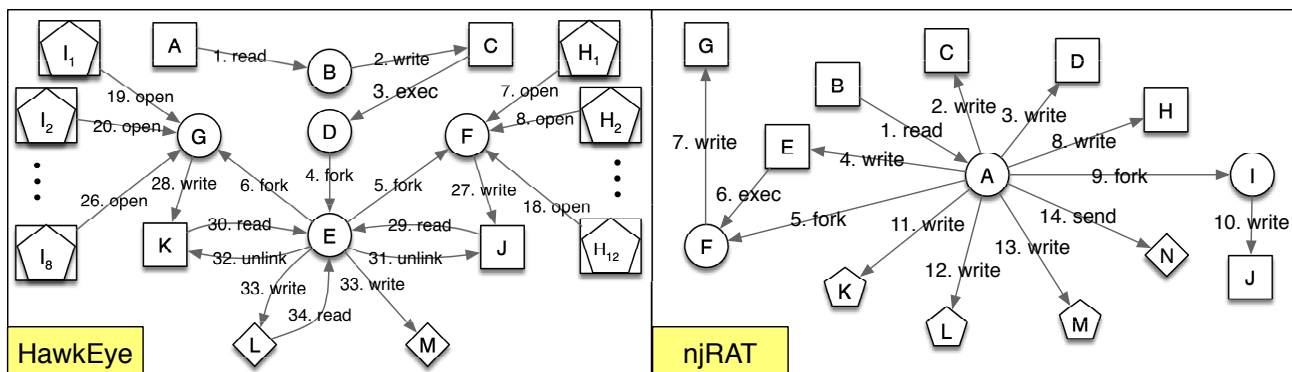 I1
A
1. read
B
2. write
C
H1
19. open
3. exec
7. open
I2
20. open
G
D
F
8. open
H2
28. write
6. fork
4. fork
5. fork
27. write
26. open
18. open
I8
K
30. read
E
29. read
J
H12
32. unlink
31. unlink
33. write
33. write
34. read
L
M
HawkEye
G
C
D
B
2. write
3. write
H
1. read
7. write
E
4. write
8. write
A
9. fork
I
6. exec
5. fork
11. write
14. send
10. write
F
13. write
N
12. write
J
K
L
M
njRAT